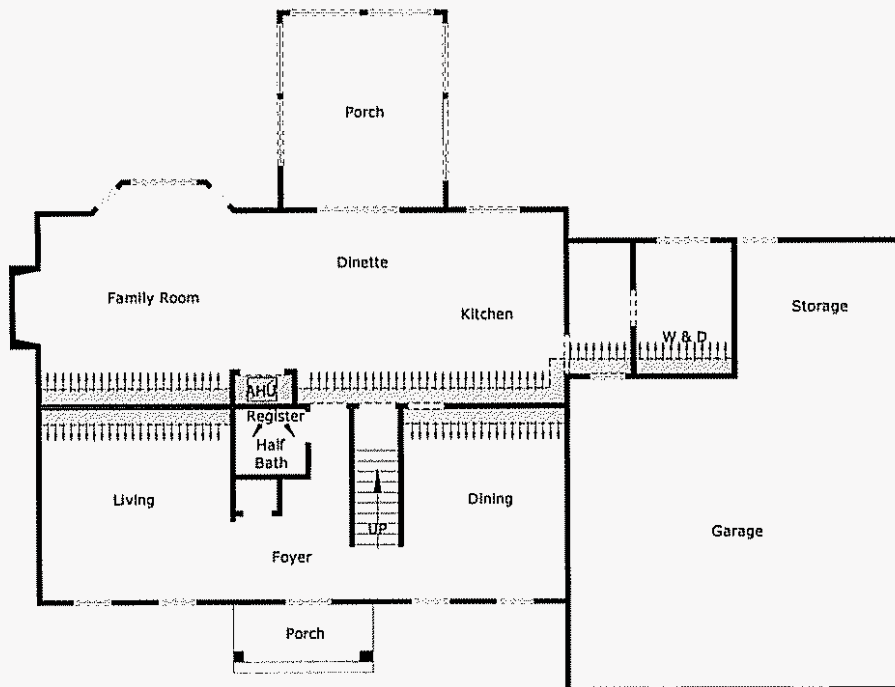 Porch
Dinette
Family Room
Kitchen
Storage
W & D
AHU
Register
Half
Bath
Living
Dining
UP
Garage
Foyer
Porch